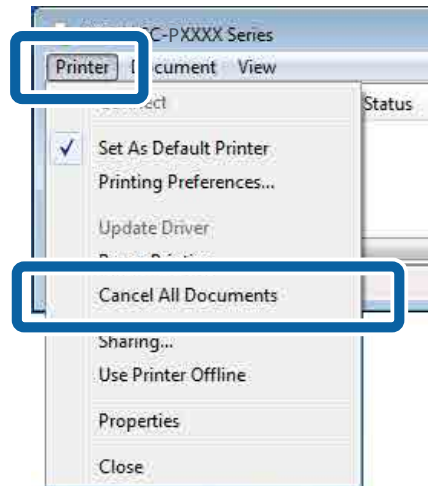 SC-PXXXX Series
Printer Document View
Status
Set As Default Printer
Printing Preferences...
Update Driver
Cancel All Documents
Sharing...
Use Printer Offline
Properties
Close